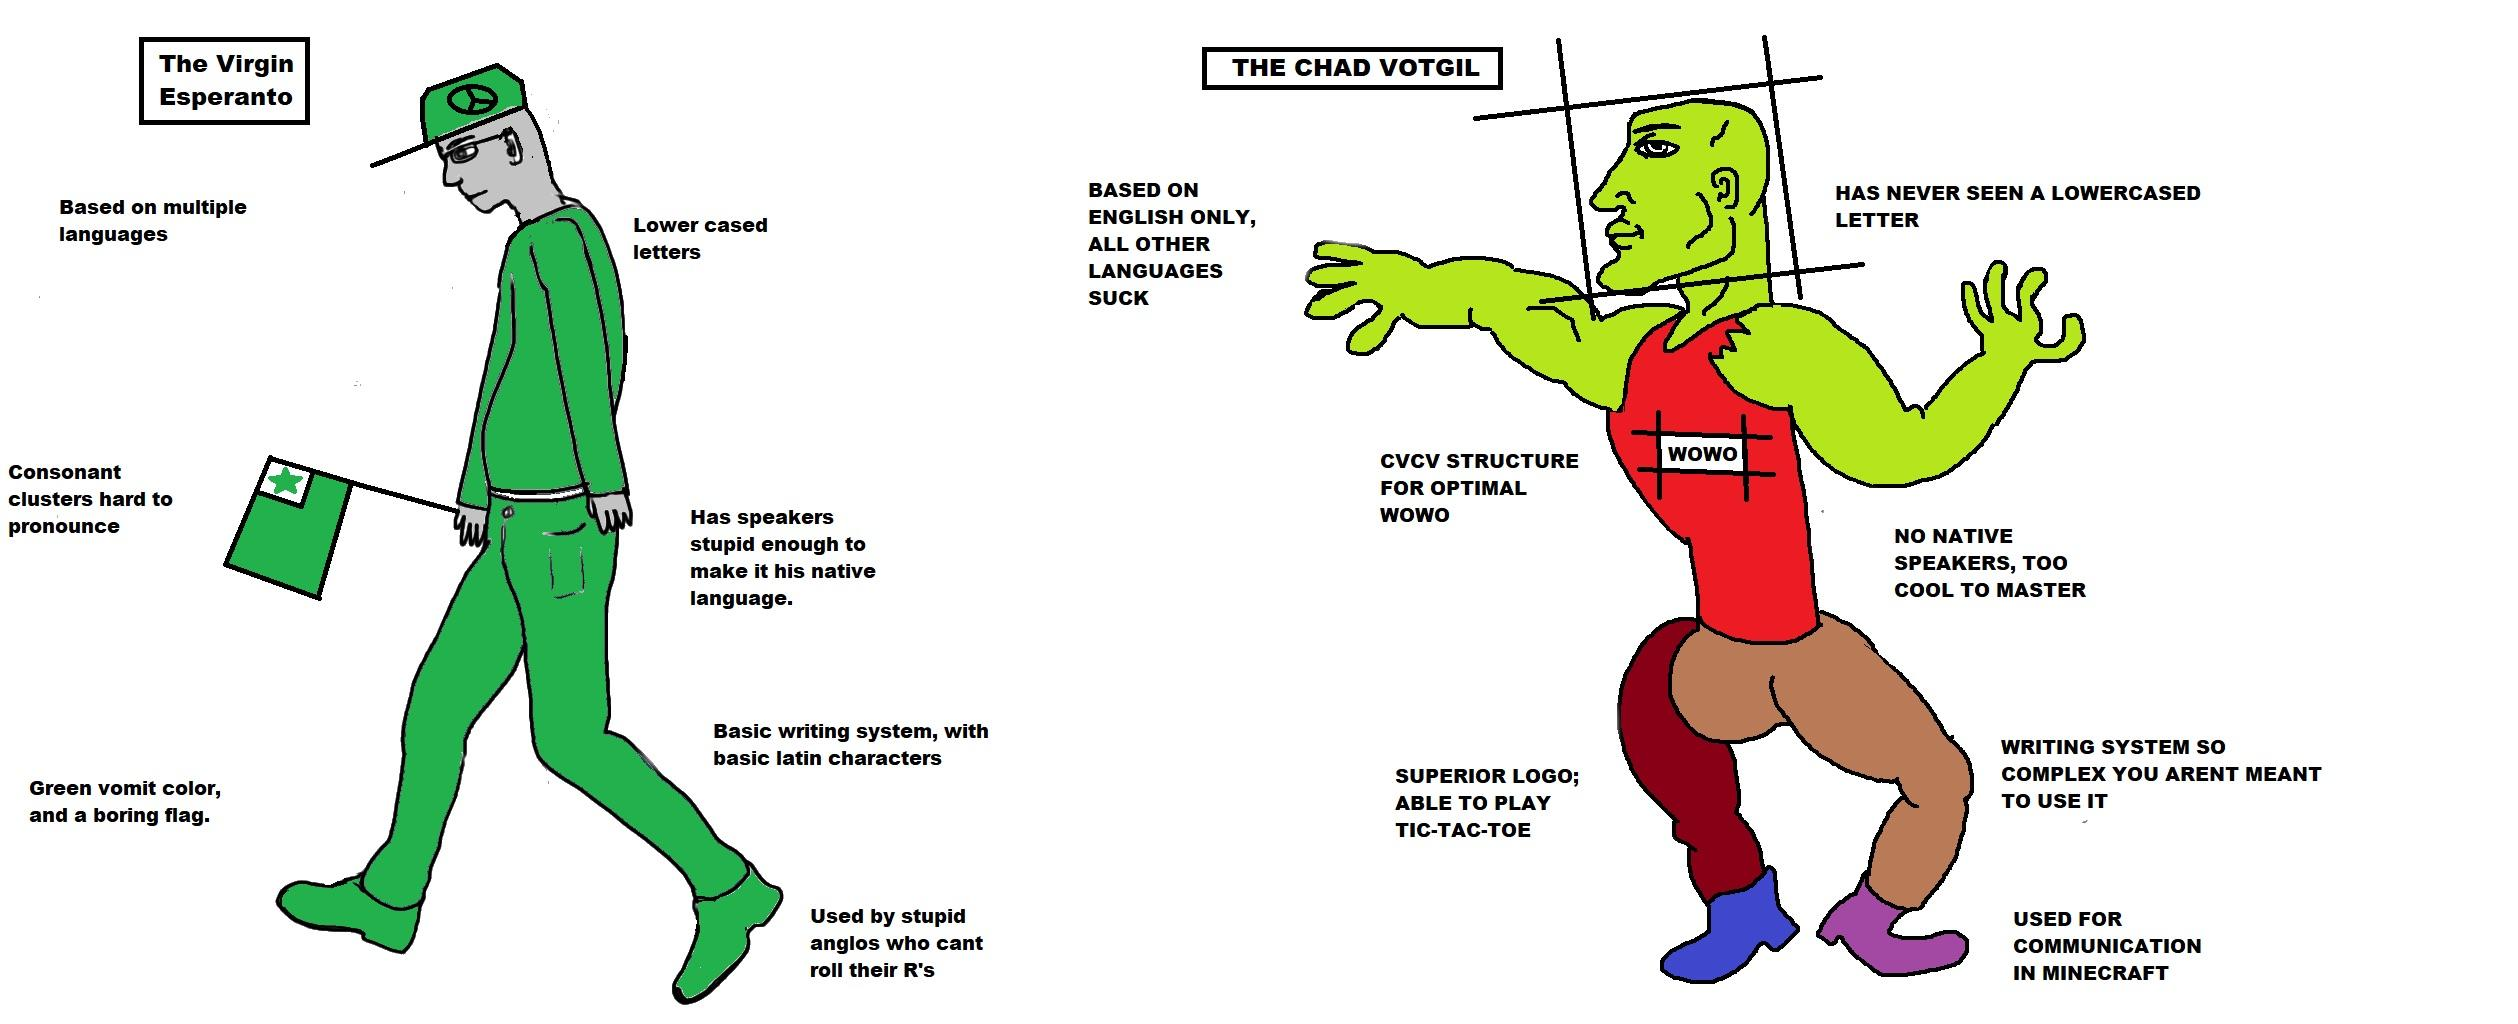 The Virgin
Esperanto
Based on multiple
languages
Lower cased
letters
Consonant
clusters hard to
pronounce
Has speakers
stupid enough to
make it his native
language.
Basic writing system, with
basic latin characters
Green vomit color,
and a boring flag.
Used by stupid
anglos who cant
roll their R's
THE CHAD VOTGIL
BASED ON
ENGLISH ONLY,
ALL OTHER
LANGUAGES
SUCK
HAS NEVER SEEN A LOWERCASED
LETTER
WOWO
CVCV STRUCTURE
FOR OPTIMAL
WOWO
NO NATIVE
SPEAKERS, TOO
COOL TO MASTER
SUPERIOR LOGO;
ABLE TO PLAY
TIC-TAC-TOE
WRITING SYSTEM SO
COMPLEX YOU ARENT MEANT
TO USE IT
USED FOR
COMMUNICATION
IN MINECRAFT